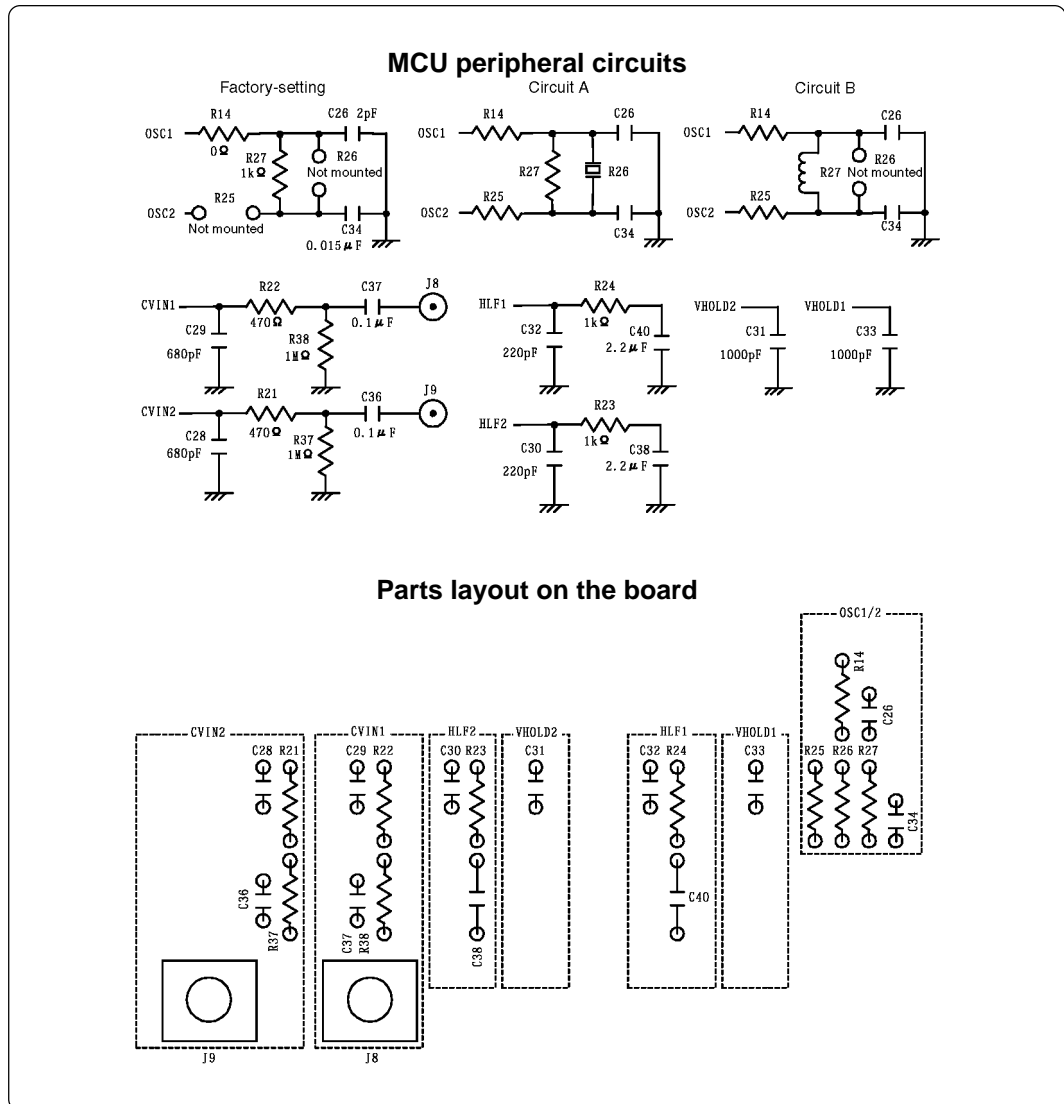 MCU peripheral circuits
Factory-setting
OSC1
R14
0Ω
C26 2pF
R27
1kΩ
R26
Not mounted
OSC2
R25
Not mounted
C34
0.015μF
Circuit A
OSC1
R14
C26
R27
R26
OSC2
R25
C34
Circuit B
OSC1
R14
C26
R27
R26
Not mounted
OSC2
R25
C34
CVIN1
R22
470Ω
C37
0.1μF
J8
C29
680pF
R38
1MΩ
CVIN2
R21
470Ω
C36
0.1μF
J9
C28
680pF
R37
1MΩ
HLF1
R24
1kΩ
C32
220pF
C40
2.2μF
HLF2
R23
1kΩ
C30
220pF
C38
2.2μF
VHOLD2
C31
1000pF
VHOLD1
C33
1000pF
Parts layout on the board
CVIN2
C28 R21
C36
R37
J9
CVIN1
C29 R22
C37
R38
J8
HLF2
C30 R23
C38
VHOLD2
C31
HLF1
C32 R24
C40
VHOLD1
C33
OSC1/2
R14
C26
R25 R26 R27
C34